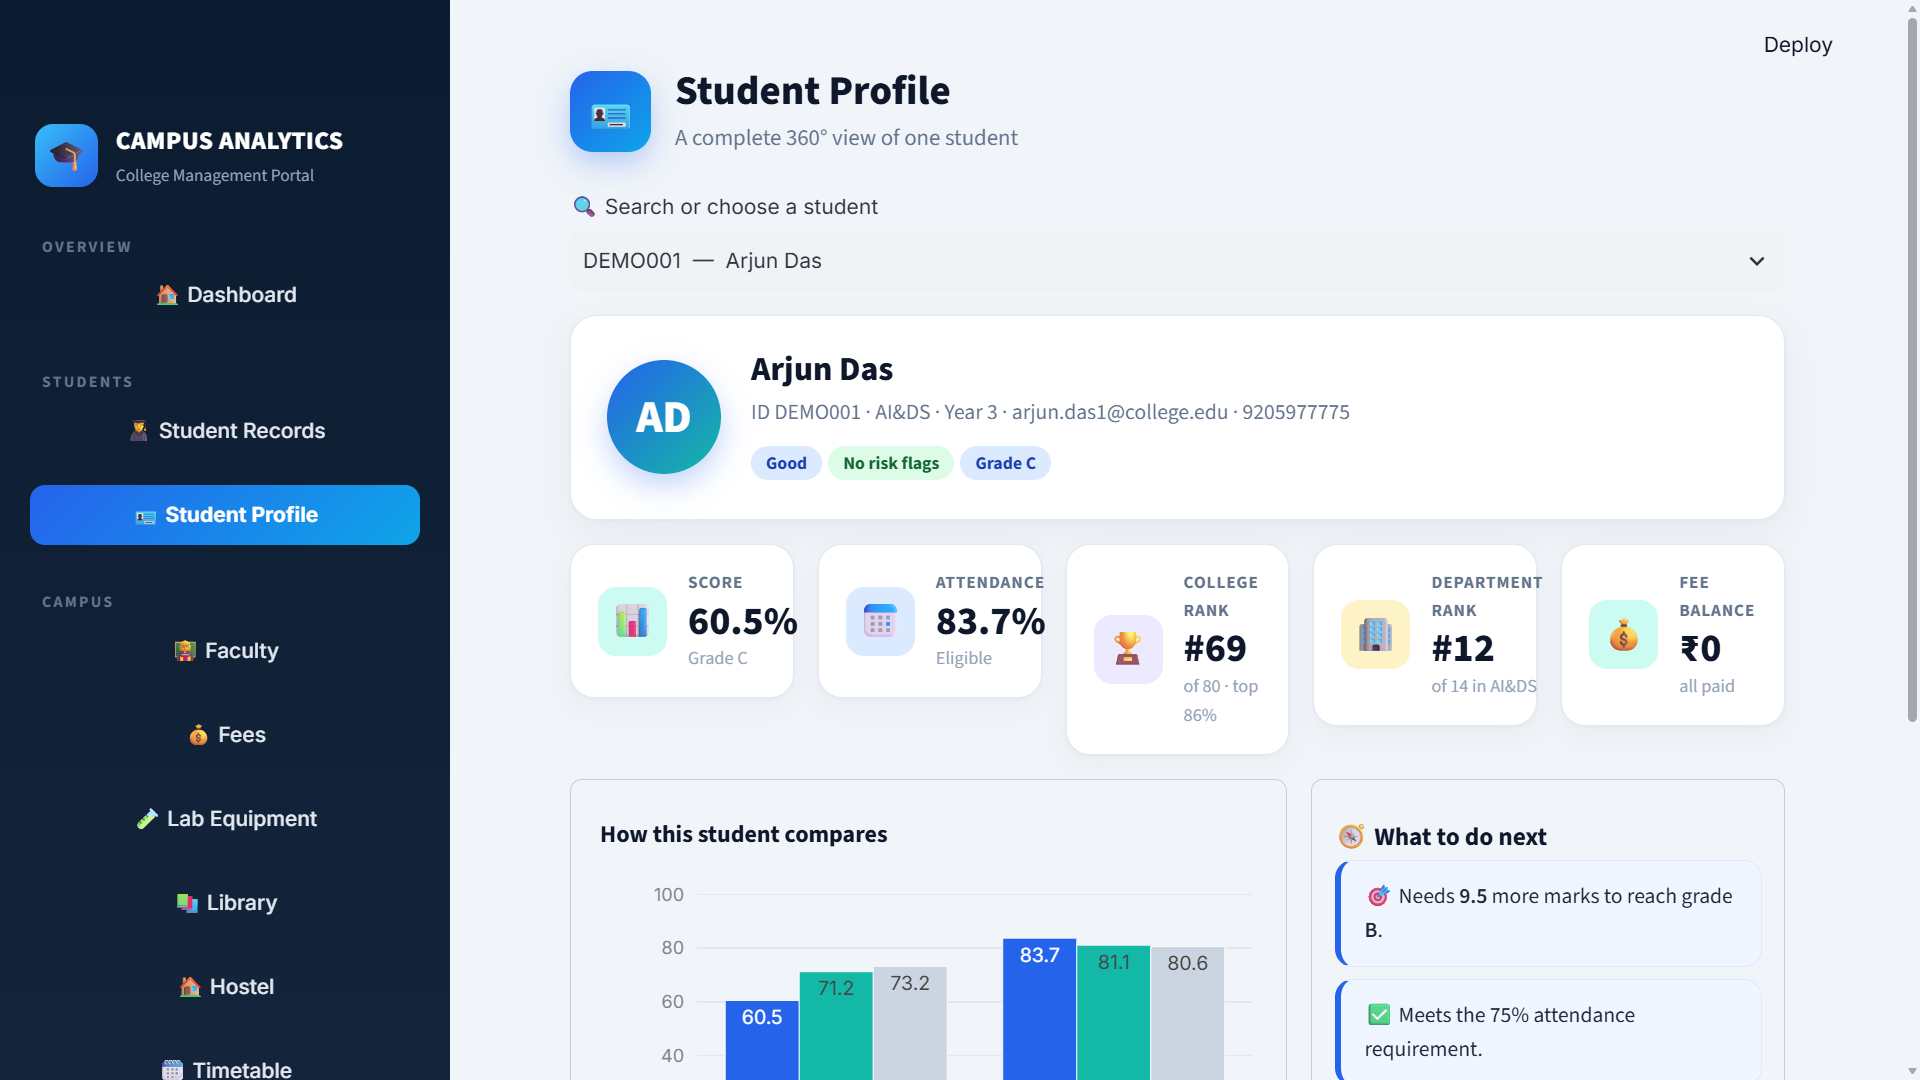 Deploy
CAMPUS ANALYTICS
College Management Portal
OVERVIEW
Dashboard
STUDENTS
Student Records
Student Profile
CAMPUS
Faculty
Fees
Lab Equipment
Library
Hostel
Timetable
Student Profile
A complete 360° view of one student
Search or choose a student
DEMO001 — Arjun Das
AD
Arjun Das
ID DEMO001 · AI&DS · Year 3 · arjun.das1@college.edu · 9205977775
Good
No risk flags
Grade C
SCORE
60.5%
Grade C
ATTENDANCE
83.7%
Eligible
COLLEGE
RANK
#69
of 80 · top
86%
DEPARTMENT
RANK
#12
of 14 in AI&DS
FEE
BALANCE
₹0
all paid
How this student compares
100
80
60
40
60.5
71.2
73.2
83.7
81.1
80.6
What to do next
Needs 9.5 more marks to reach grade
B.
Meets the 75% attendance
requirement.